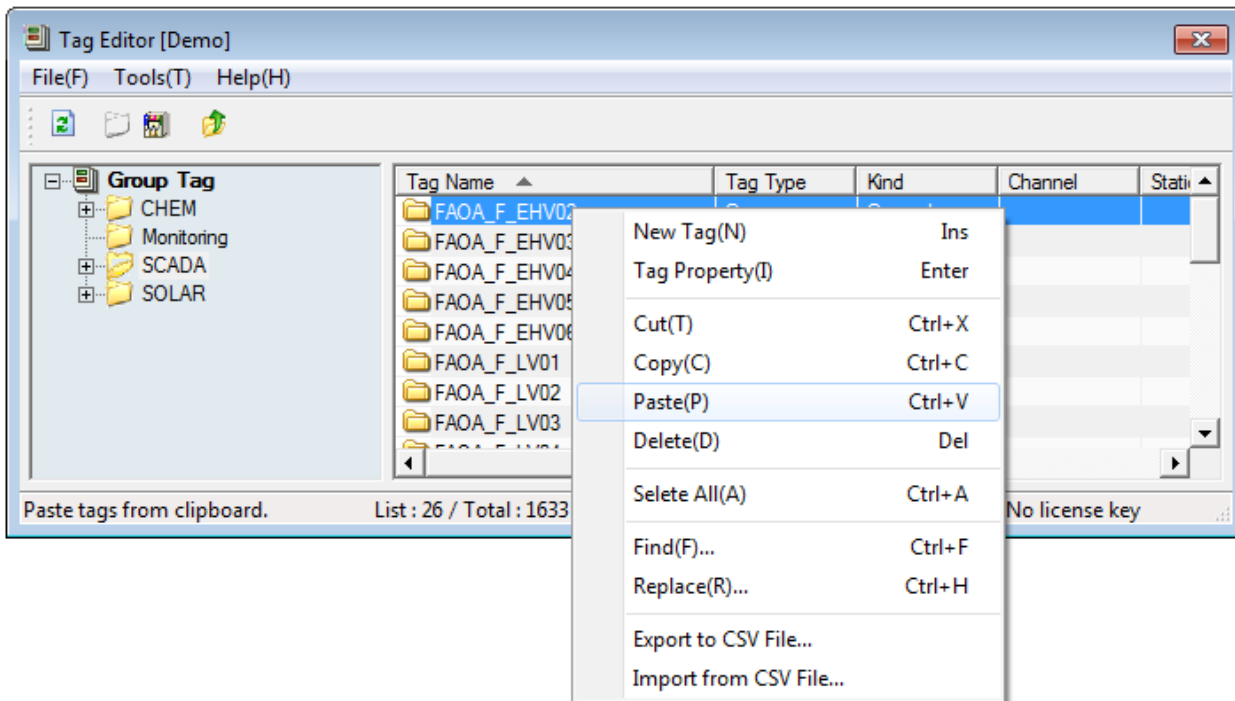 Tag Editor [Demo]
File(F) Tools(T) Help(H)
Group Tag
CHEM
Monitoring
SCADA
SOLAR
Tag Name Tag Type Kind Channel
FAOA_F_EHV02
FAOA_F_EHV03
FAOA_F_EHV04
FAOA_F_EHV05
FAOA_F_EHV06
FAOA_F_LV01
FAOA_F_LV02
FAOA_F_LV03
New Tag(N) Ins
Tag Property(I) Enter
Cut(T) Ctrl+X
Copy(C) Ctrl+C
Paste(P) Ctrl+V
Delete(D) Del
Selete All(A) Ctrl+A
Find(F)... Ctrl+F
Replace(R)... Ctrl+H
Export to CSV File...
Import from CSV File...
Paste tags from clipboard. List : 26 / Total : 1633 No license key